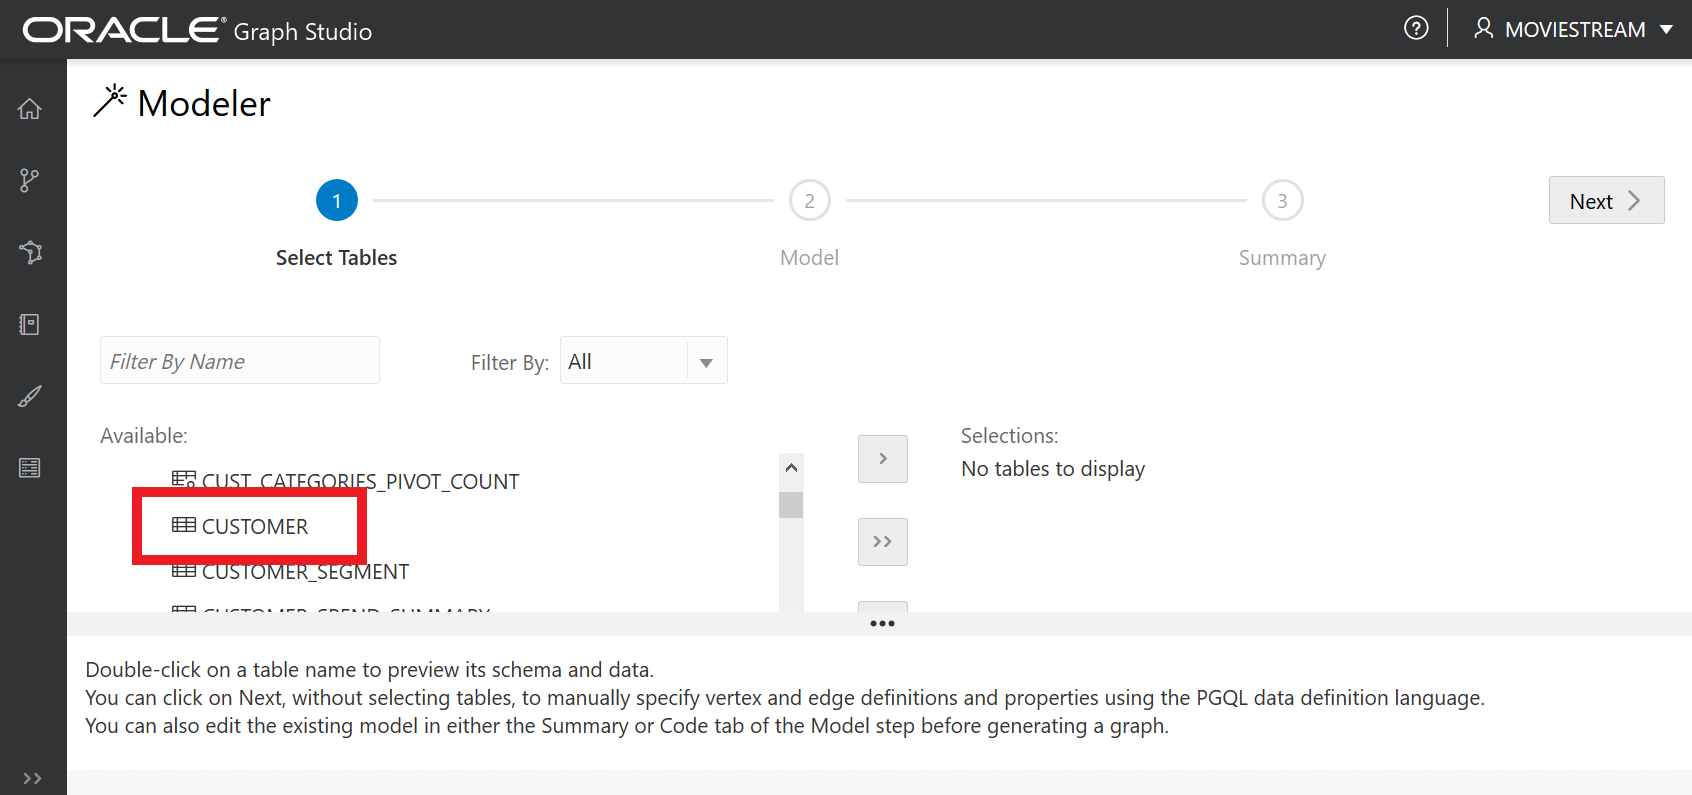 ORACLE® Graph Studio
MOVIESTREAM
Modeler
1
2
3
Next
Select Tables
Model
Summary
Filter By Name
Filter By:
All
Available:
Selections:
CUST_CATEGORIES_PIVOT_COUNT
No tables to display
CUSTOMER
CUSTOMER_SEGMENT
CUSTOMER_SPEND_SUMMARY
Double-click on a table name to preview its schema and data.
You can click on Next, without selecting tables, to manually specify vertex and edge definitions and properties using the PGQL data definition language.
You can also edit the existing model in either the Summary or Code tab of the Model step before generating a graph.